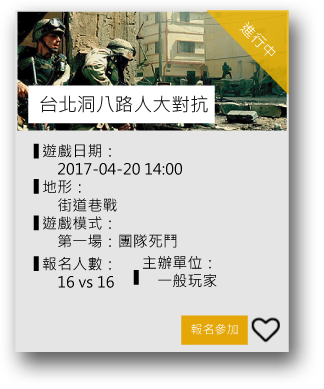 進行中
台北洞八路人大對抗
遊戲日期：
2017-04-20 14:00
地形：
街道巷戰
遊戲模式：
第一場：團隊死鬥
報名人數：
16 vs 16
主辦單位：
一般玩家
報名參加